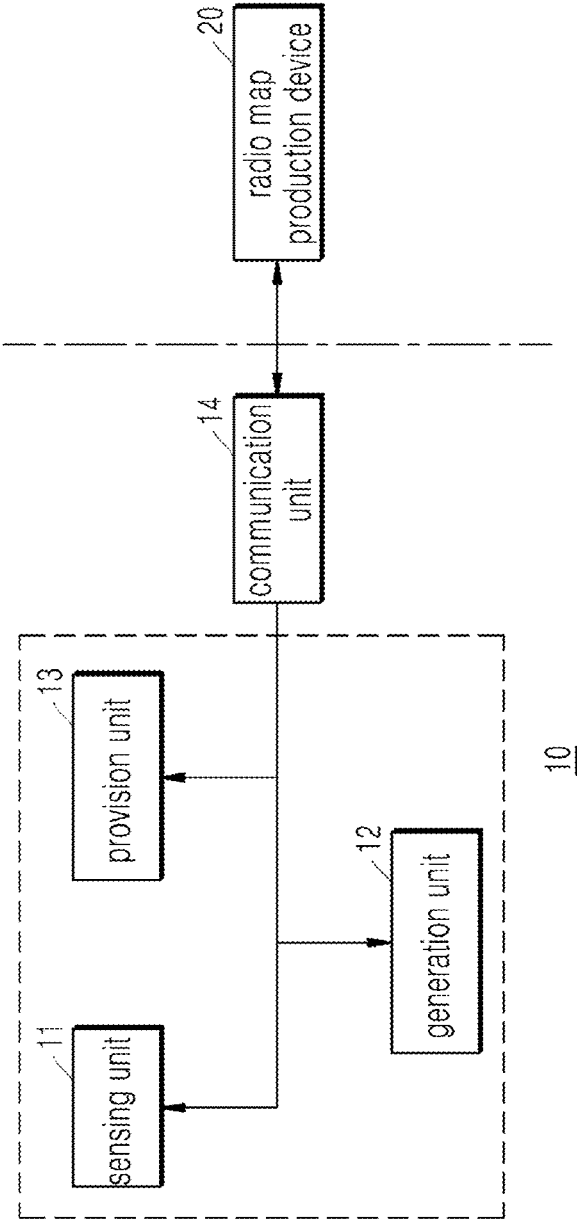 11
sensing unit
13
provision unit
12
generation unit
14
communication
unit
20
radio map
production device
10